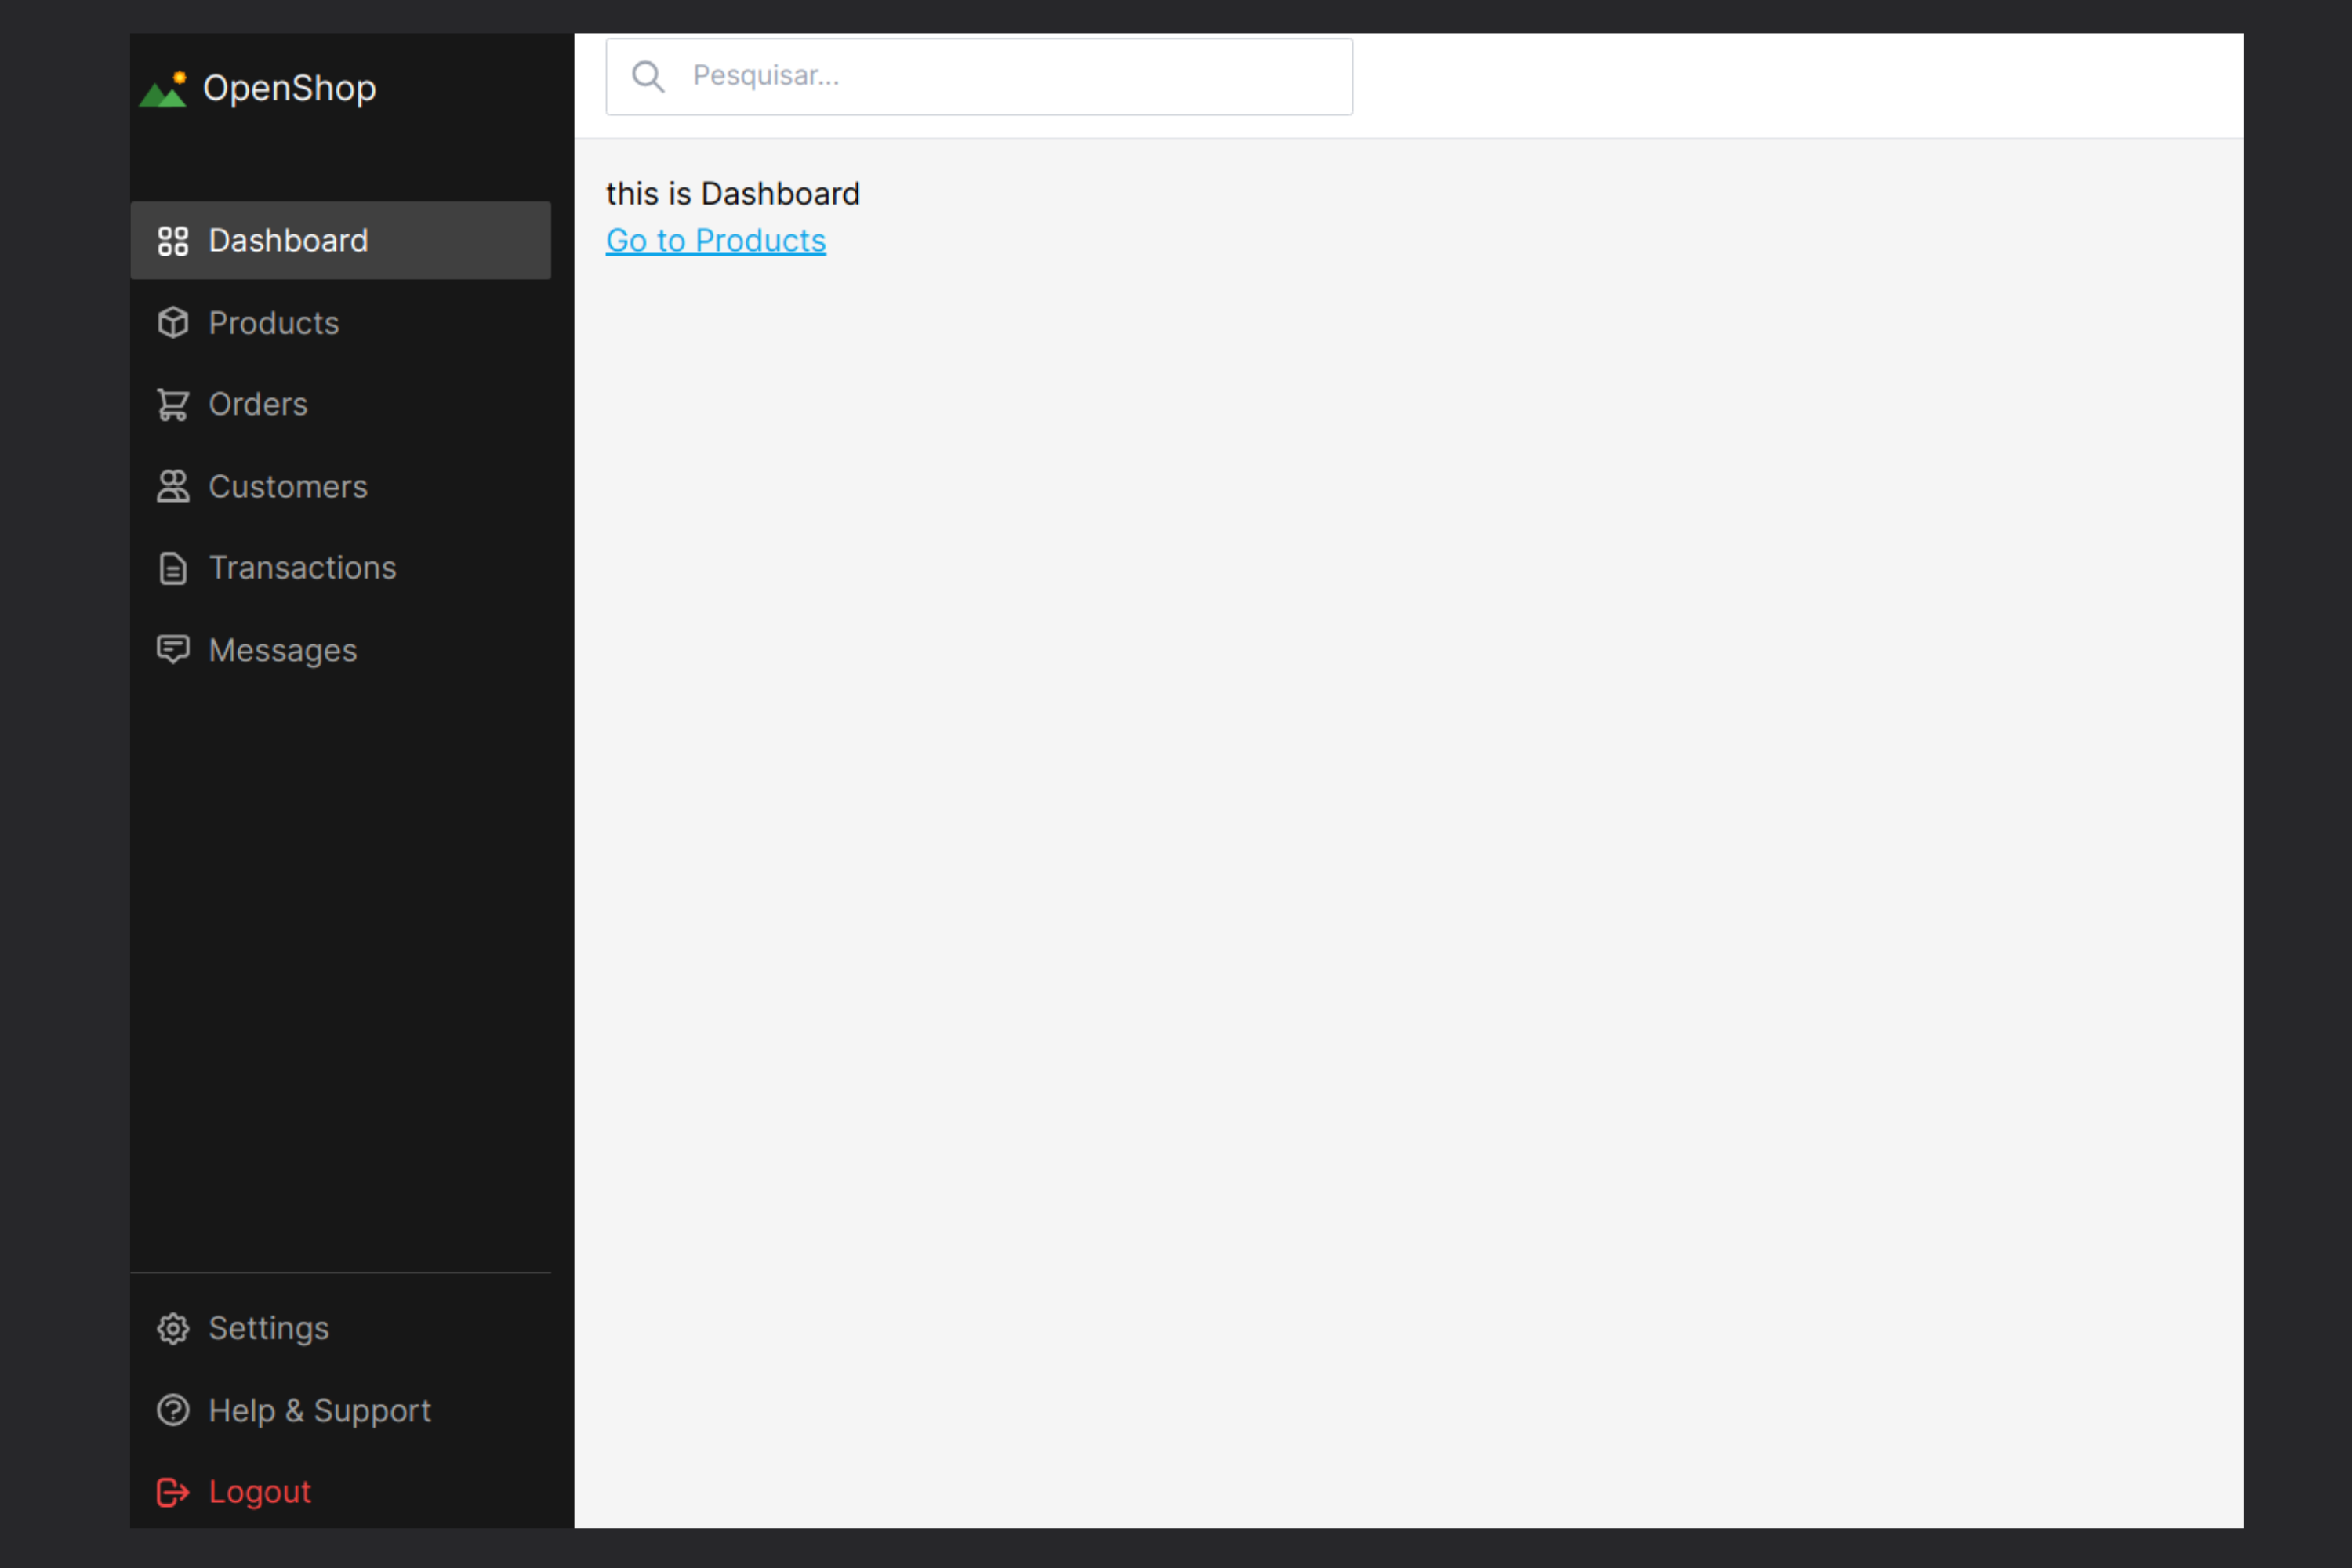 OpenShop
Dashboard
Products
Orders
Customers
Transactions
Messages
Settings
Help & Support
Logout
Pesquisar...
this is Dashboard
Go to Products